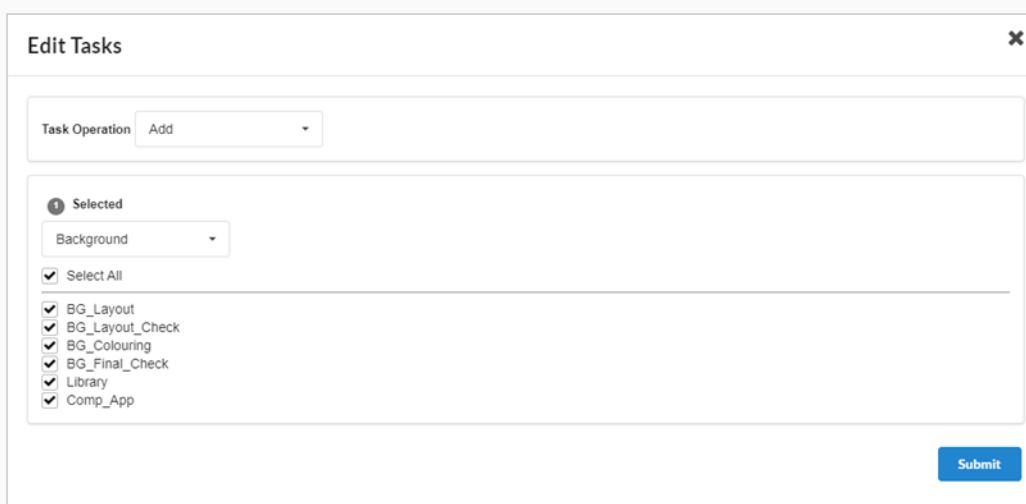 Edit Tasks
Task Operation Add
1 Selected
Background
Select All
BG_Layout
BG_Layout_Check
BG_Colouring
BG_Final_Check
Library
Comp_App
Submit